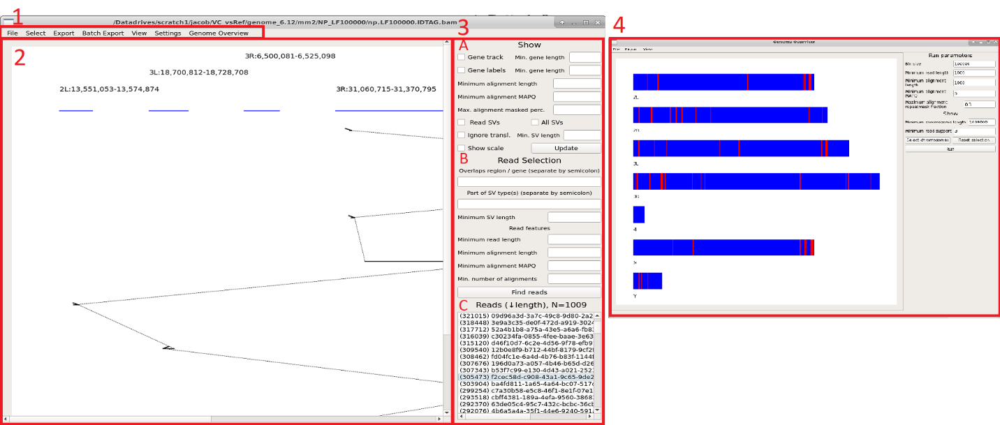 1
/Datadrives/scratch1/jacob/VC_vsRef/genome_6.12/mm2/NP_LF100000/np.LF100000.IDTAG.bam
File Select Export Batch Export View Settings Genome Overview
2
3R:6,500,081-6,525,098
3L:18,700,812-18,728,708
2L:13,551,053-13,574,874
3R:31,060,715-31,370,795
3
A
Show
Gene track Min. gene length
Gene labels Min. gene length
Minimum alignment length
Minimum alignment MAPQ
Max. alignment masked perc.
Read SVs All SVs
Ignore transl. Min. SV length
Show scale Update
B
Read Selection
Overlaps region / gene (separate by semicolon)
Part of SV type(s) (separate by semicolon)
Minimum SV length
Read features
Minimum read length
Minimum alignment length
Minimum alignment MAPQ
Min. number of alignments
Find reads
C
Reads (↓length), N=1009
(321015) 09d96a3d-3a7c-49c8-9d80-2a2
(318448) 3e9a3c35-de0f-472d-a919-3024
(317712) 52a4b1b8-a75a-43e5-a6a6-fb8
(316039) c30234fa-0855-4fee-baae-3e63
(315120) d46f10d7-6c2e-4d56-9f78-efb9
(309540) 12b0e8f9-b712-44bf-8179-9cf2
(308462) fd04fc1e-6a4d-4b76-b83f-1144
(307676) 196d0a73-a057-4b46-b65d-d26
(307343) b53f7c99-e130-4d43-a021-252
(305473) f2cec58d-c908-43a1-9c65-9de2
(303904) ba4fd811-1a65-4a64-bc07-517
(299254) c7a30b58-e5c8-46f1-8e1f-07e1
(293518) cbff4381-189a-4efa-9560-3868
(292370) 63de05c4-95c7-432c-bcbc-36cb
(292076) 4b6a5a4a-35f1-44e6-9240-591
4
Genome Overview
File View
2L
2R
3L
3R
4
X
Y
Run parameters
Bin size
Minimum read length 1000
Minimum alignment
length 1000
Minimum alignment
MAPQ
Maximum alignment
repeatmask fraction 0.3
Show
Minimum chromosome length
Minimum read support 3
Select chromosomes Reset selection
Run